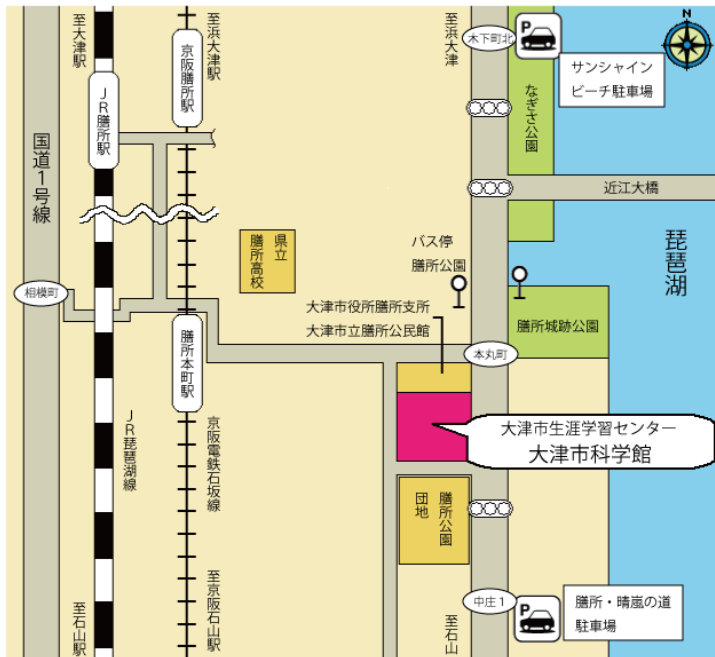 至大津駅
至浜大津駅
至浜大津
N
木下町北
P
サンシャイン
ビーチ駐車場
京阪膳所駅
JR膳所駅
なぎさ公園
国道1号線
近江大橋
琵琶湖
県立
膳所高校
バス停
膳所公園
相模町
大津市役所膳所支所
大津市立膳所公民館
膳所城跡公園
本丸町
膳所本町駅
JR琵琶湖線
京阪電鉄石坂線
大津市生涯学習センター
大津市科学館
膳所公園
団地
中庄1
P
膳所・晴嵐の道
駐車場
至石山駅
至京阪石山駅
至石山